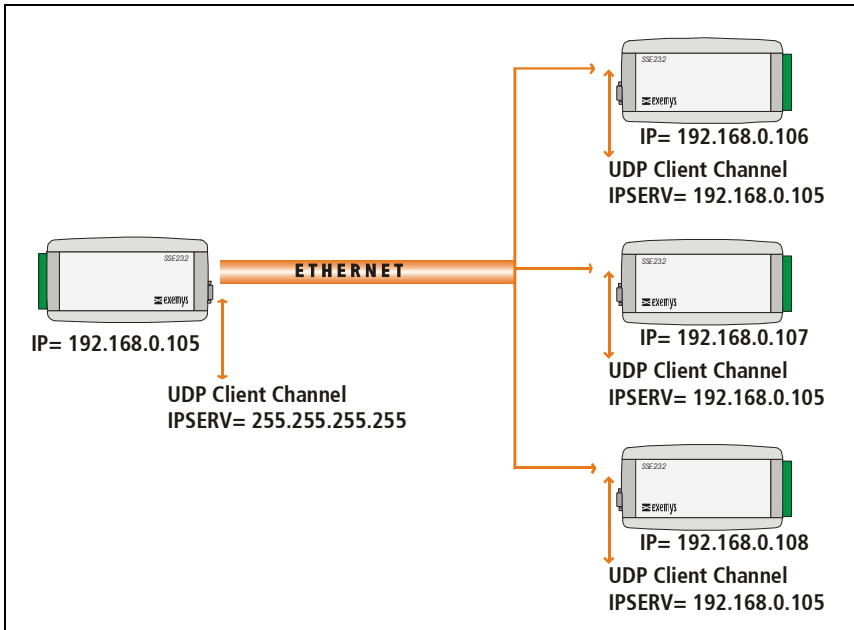 SSE232
exemys
IP= 192.168.0.105
UDP Client Channel
IPSERV= 255.255.255.255
ETHERNET
SSE232
exemys
IP= 192.168.0.106
UDP Client Channel
IPSERV= 192.168.0.105
SSE232
exemys
IP= 192.168.0.107
UDP Client Channel
IPSERV= 192.168.0.105
SSE232
exemys
IP= 192.168.0.108
UDP Client Channel
IPSERV= 192.168.0.105